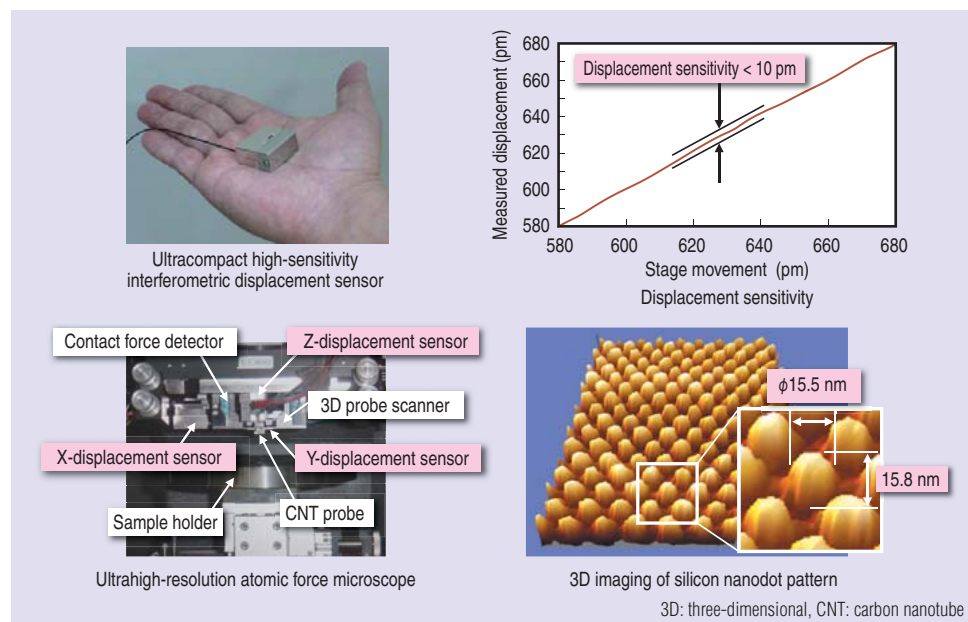 Ultracompact high-sensitivity
interferometric displacement sensor
Measured displacement (pm)
680
660
640
620
600
580
Displacement sensitivity < 10 pm
580 600 620 640 660 680
Stage movement (pm)
Displacement sensitivity
Contact force detector
Z-displacement sensor
3D probe scanner
X-displacement sensor
Y-displacement sensor
Sample holder
CNT probe
Ultrahigh-resolution atomic force microscope
ϕ15.5 nm
15.8 nm
3D imaging of silicon nanodot pattern
3D: three-dimensional, CNT: carbon nanotube